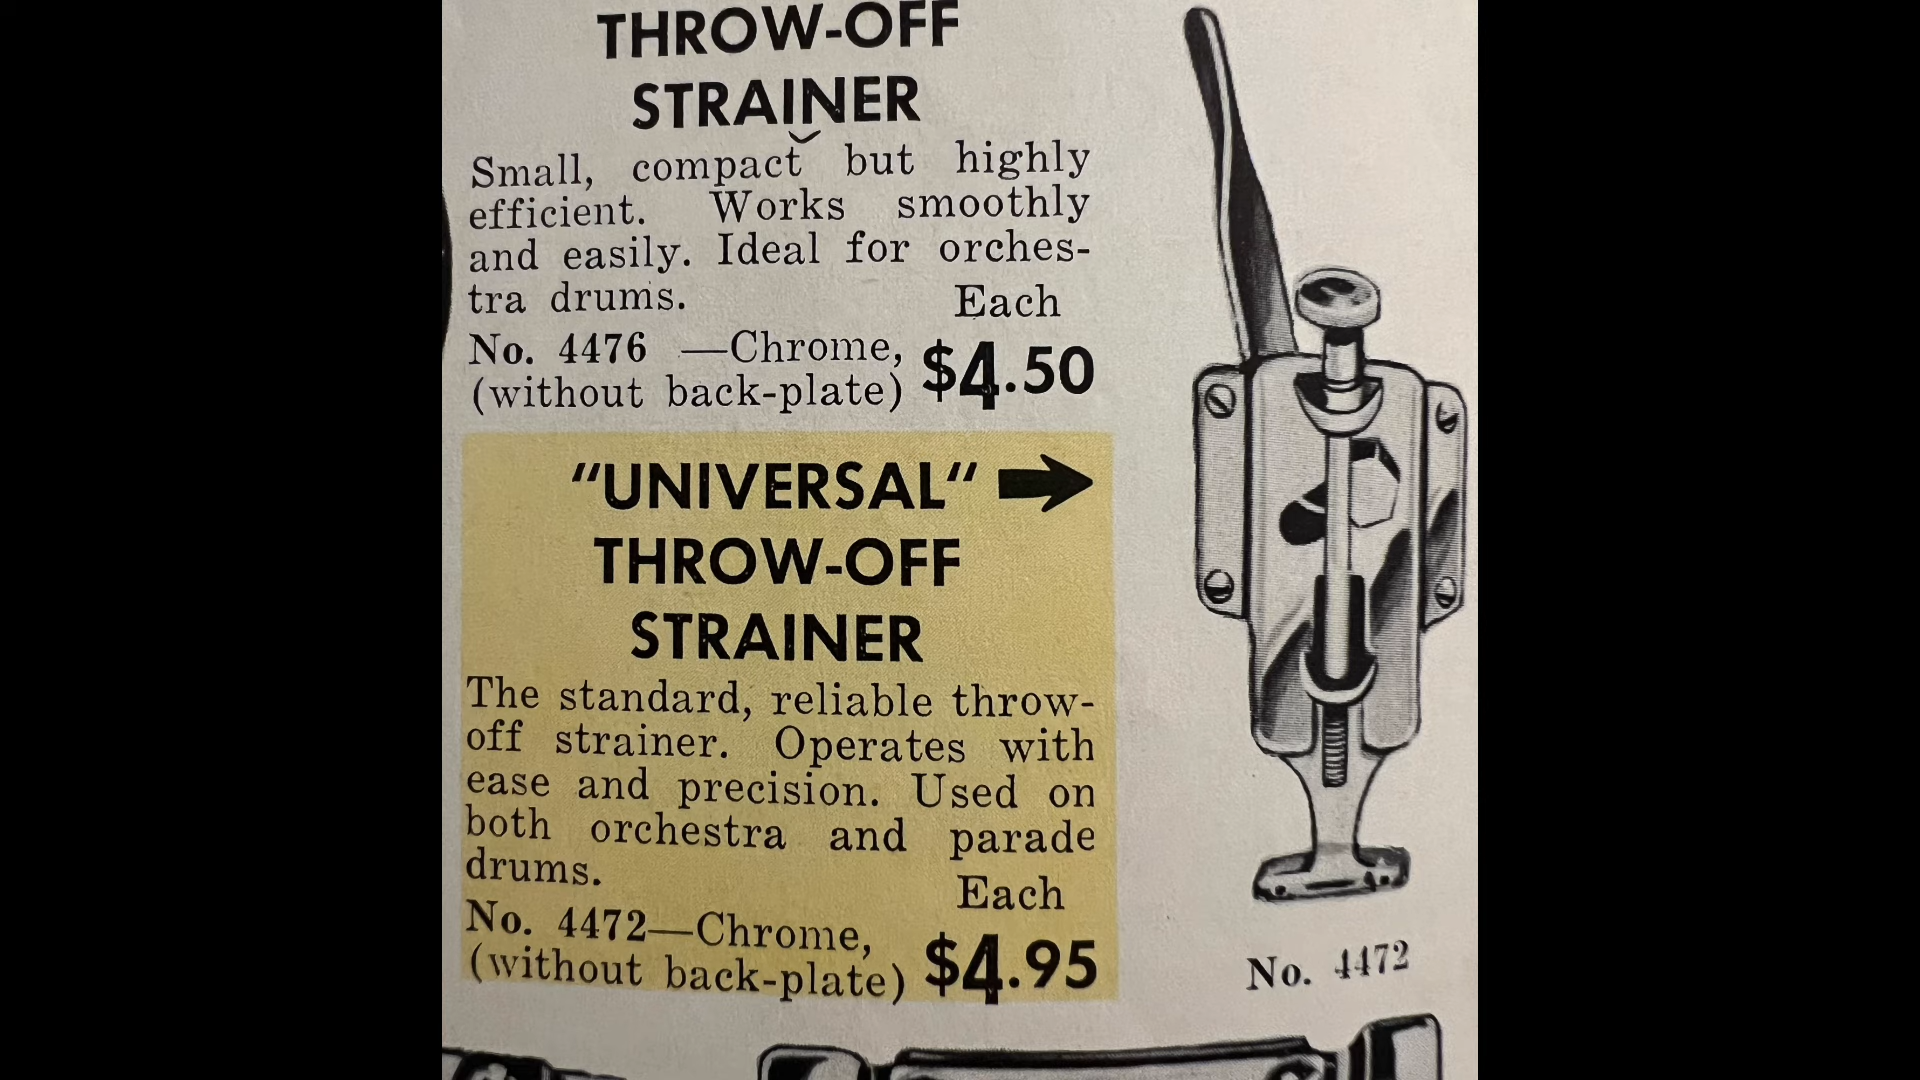 THROW-OFF
STRAINER
Small, compact but highly
efficient. Works smoothly
and easily. Ideal for orches-
tra drums.
Each
No. 4476 —Chrome,
(without back-plate) $4.50
"UNIVERSAL"
THROW-OFF
STRAINER
The standard, reliable throw-
off strainer. Operates with
ease and precision. Used on
both orchestra and parade
drums.
Each
No. 4472—Chrome,
(without back-plate) $4.95
No. 4472